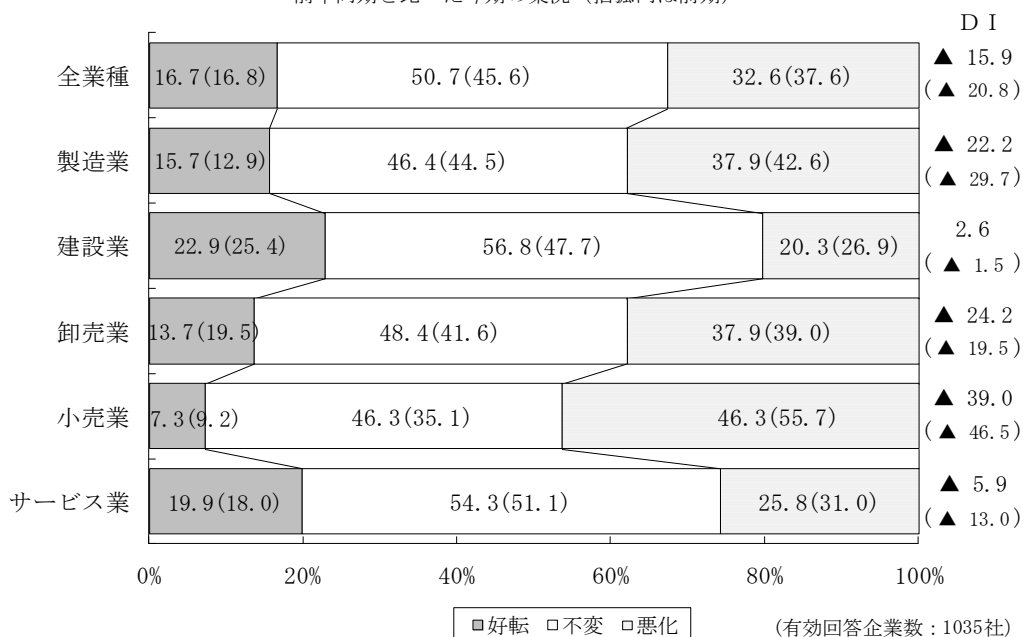 ＤＩ
全業種 16.7(16.8) 50.7(45.6) 32.6(37.6) ▲ 15.9
(▲ 20.8)
製造業 15.7(12.9) 46.4(44.5) 37.9(42.6) ▲ 22.2
(▲ 29.7)
建設業 22.9(25.4) 56.8(47.7) 20.3(26.9) 2.6
(▲ 1.5)
卸売業 13.7(19.5) 48.4(41.6) 37.9(39.0) ▲ 24.2
(▲ 19.5)
小売業 7.3(9.2) 46.3(35.1) 46.3(55.7) ▲ 39.0
(▲ 46.5)
サービス業 19.9(18.0) 54.3(51.1) 25.8(31.0) ▲ 5.9
(▲ 13.0)
0% 20% 40% 60% 80% 100%
好転 不変 悪化 (有効回答企業数：1035社)